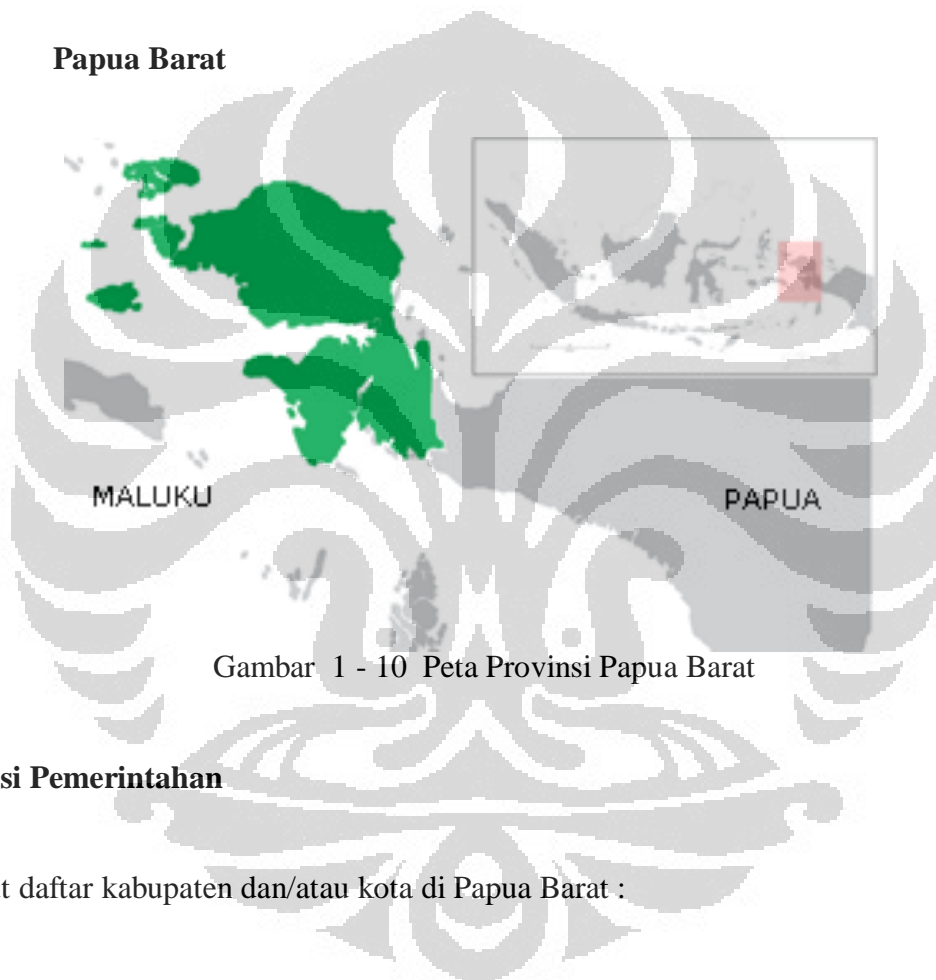 Papua Barat
MALUKU
PAPUA
Gambar 1 - 10 Peta Provinsi Papua Barat
si Pemerintahan
t daftar kabupaten dan/atau kota di Papua Barat :